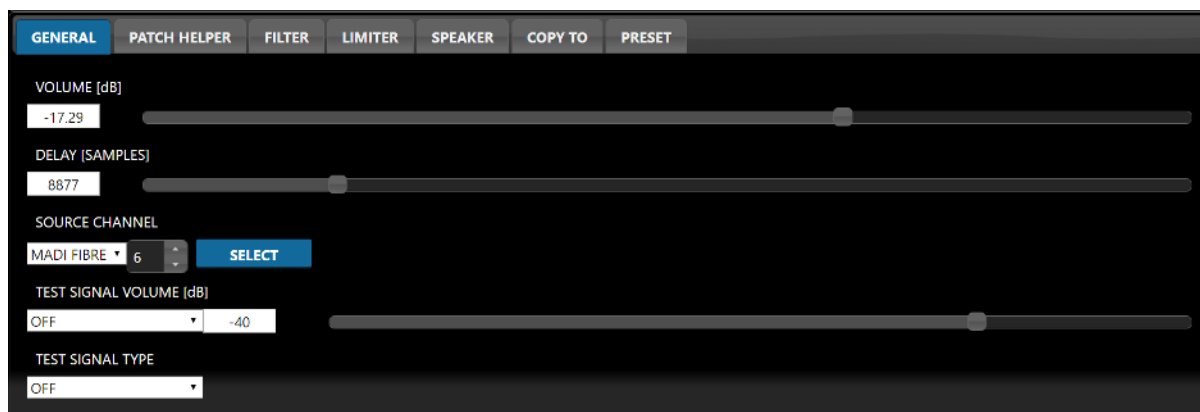 GENERAL PATCH HELPER FILTER LIMITER SPEAKER COPY TO PRESET
VOLUME [dB]
-17.29
DELAY [SAMPLES]
8877
SOURCE CHANNEL
MADI FIBRE 6 SELECT
TEST SIGNAL VOLUME [dB]
OFF -40
TEST SIGNAL TYPE
OFF